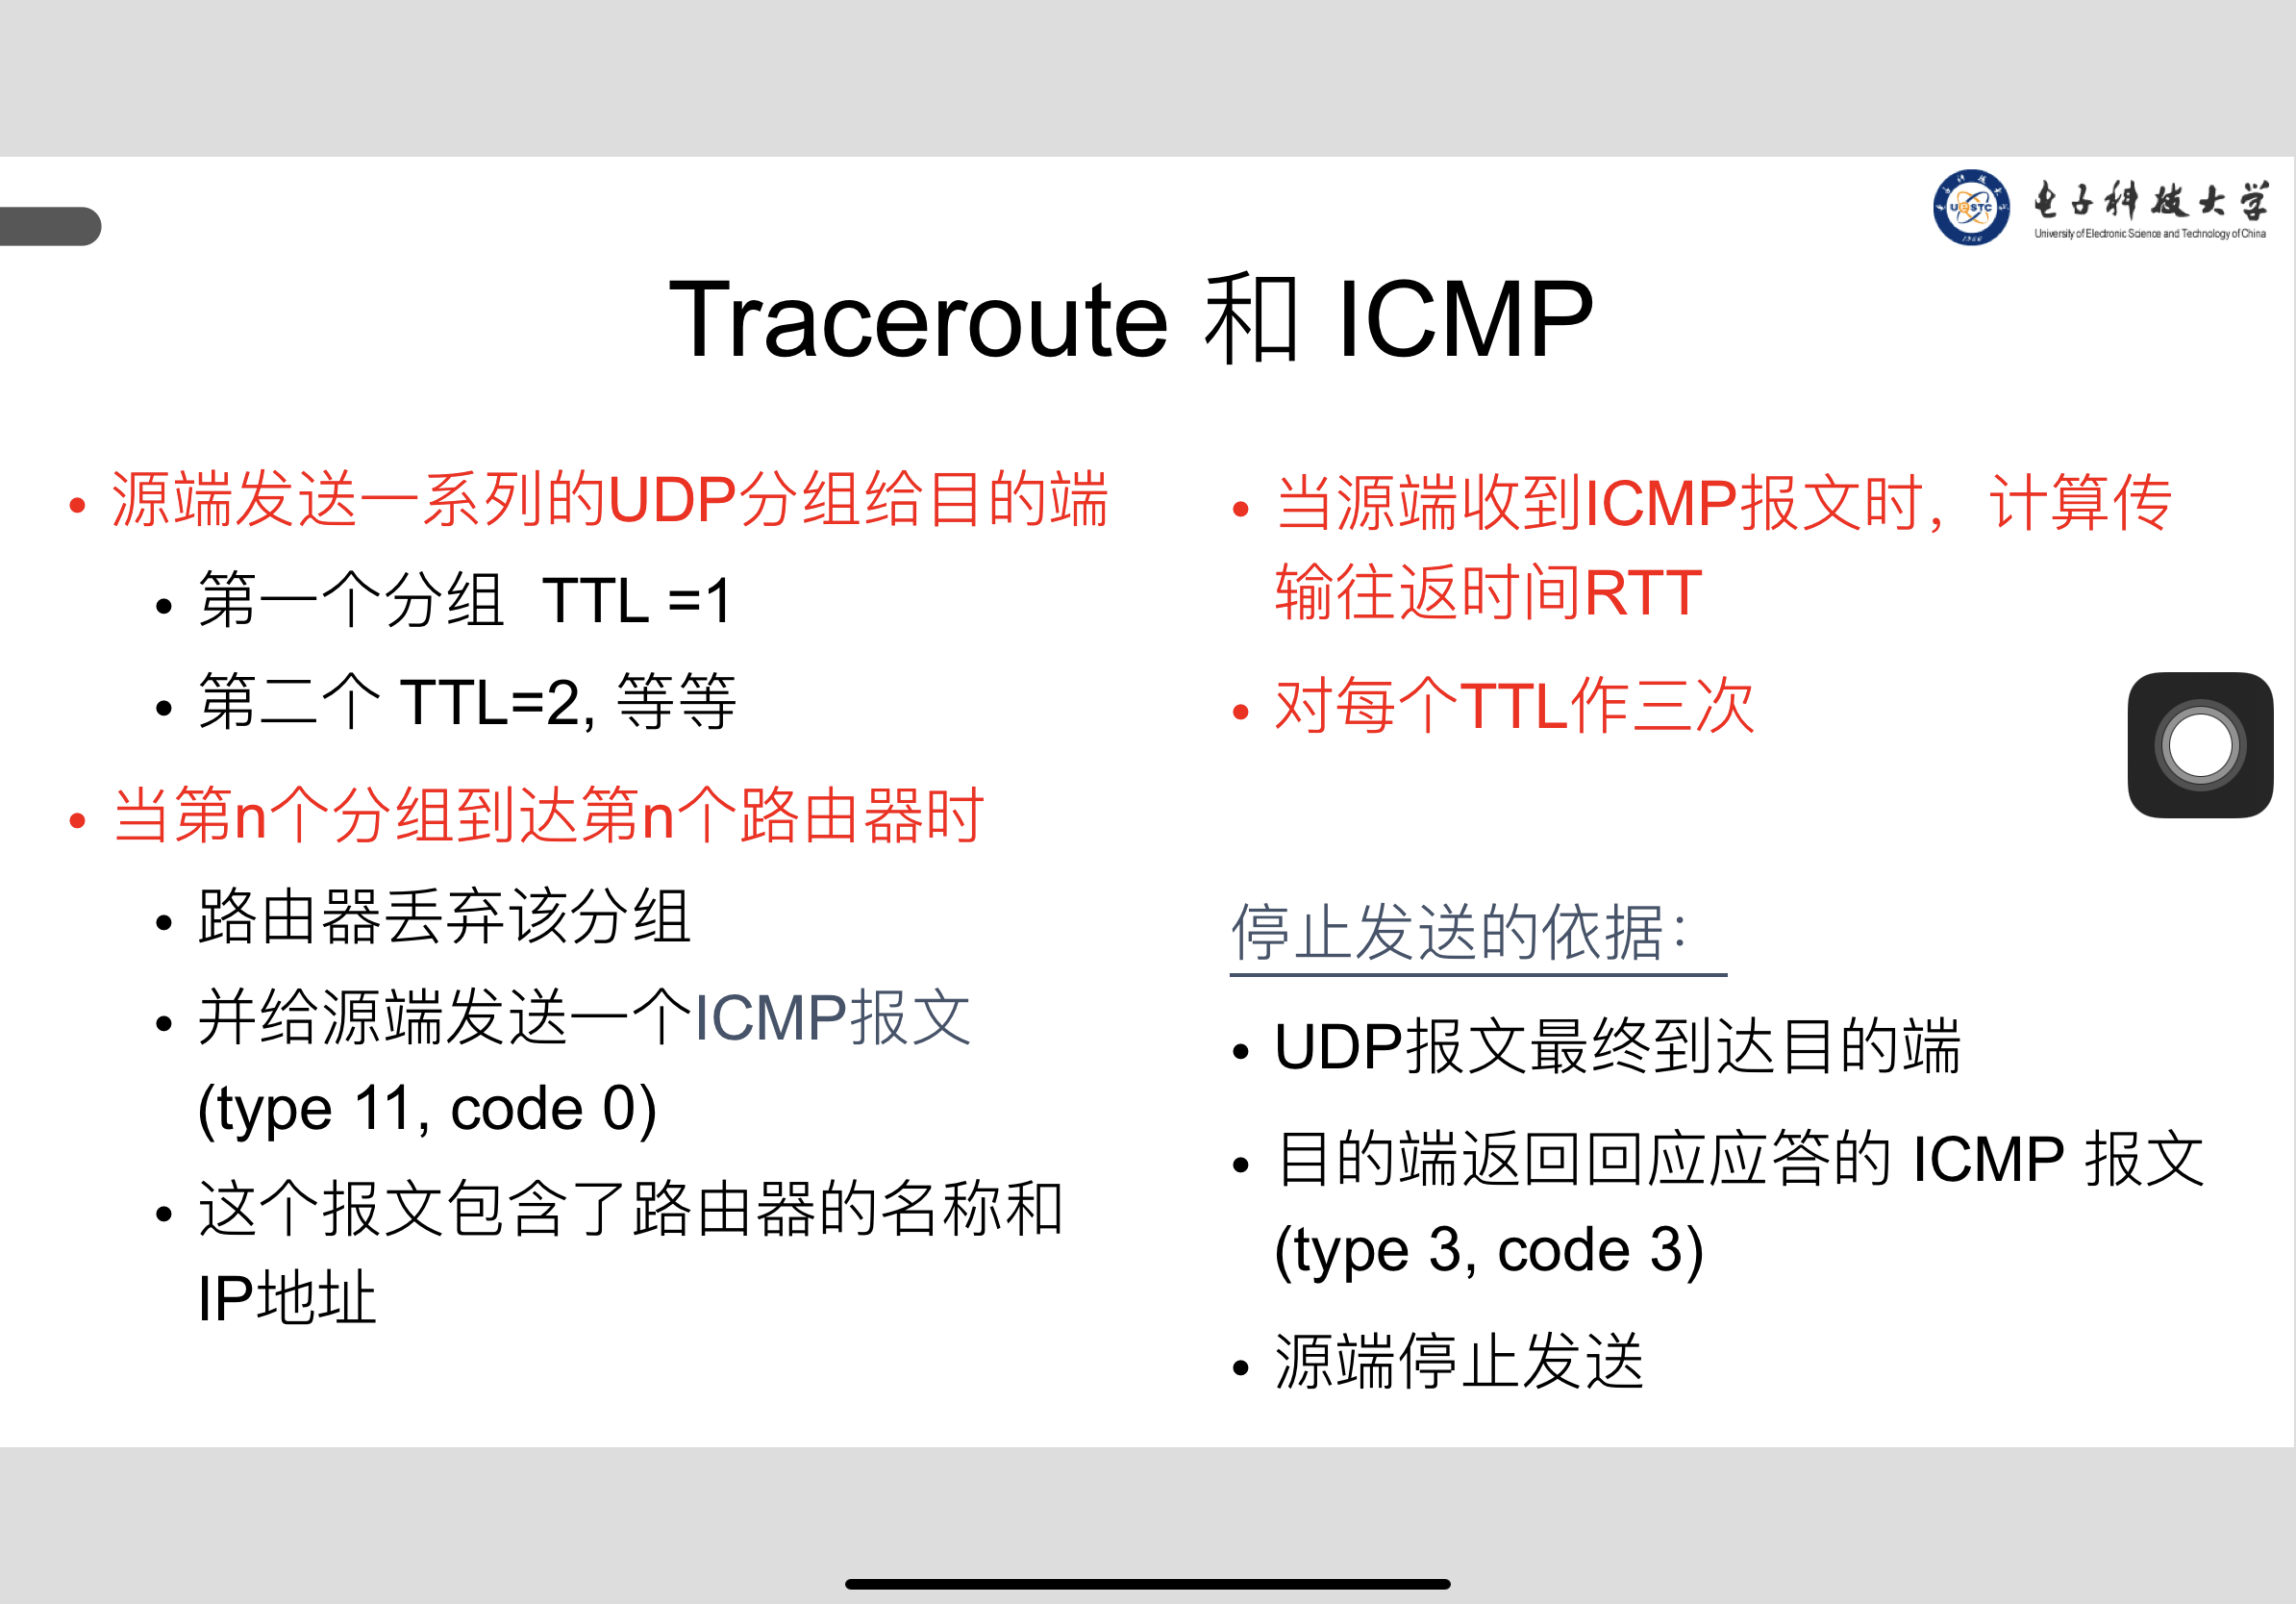 电子科技大学
University of Electronic Science and Technology of China
UESTC
1956
Traceroute 和 ICMP
• 源端发送一系列的UDP分组给目的端
• 第一个分组 TTL =1
• 第二个 TTL=2, 等等
• 当第n个分组到达第n个路由器时
• 路由器丢弃该分组
• 并给源端发送一个ICMP报文
(type 11, code 0)
• 这个报文包含了路由器的名称和
IP地址
• 当源端收到ICMP报文时， 计算传
输往返时间RTT
• 对每个TTL作三次
停止发送的依据：
• UDP报文最终到达目的端
• 目的端返回回应应答的 ICMP 报文
(type 3, code 3)
• 源端停止发送